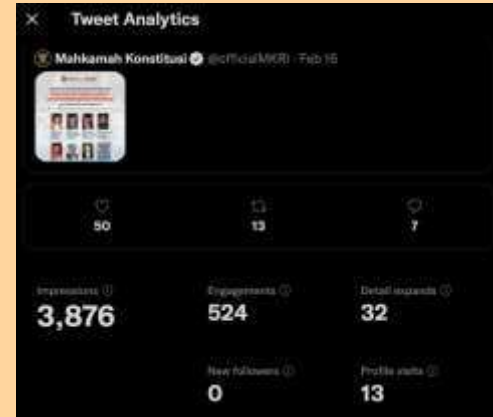 Tweet Analytics
Mahkamah Konstitusi @officialMKRI · Feb 16
50 13 7
Impressions Engagements Detail expands
3,876 524 32
New followers Profile visits
0 13